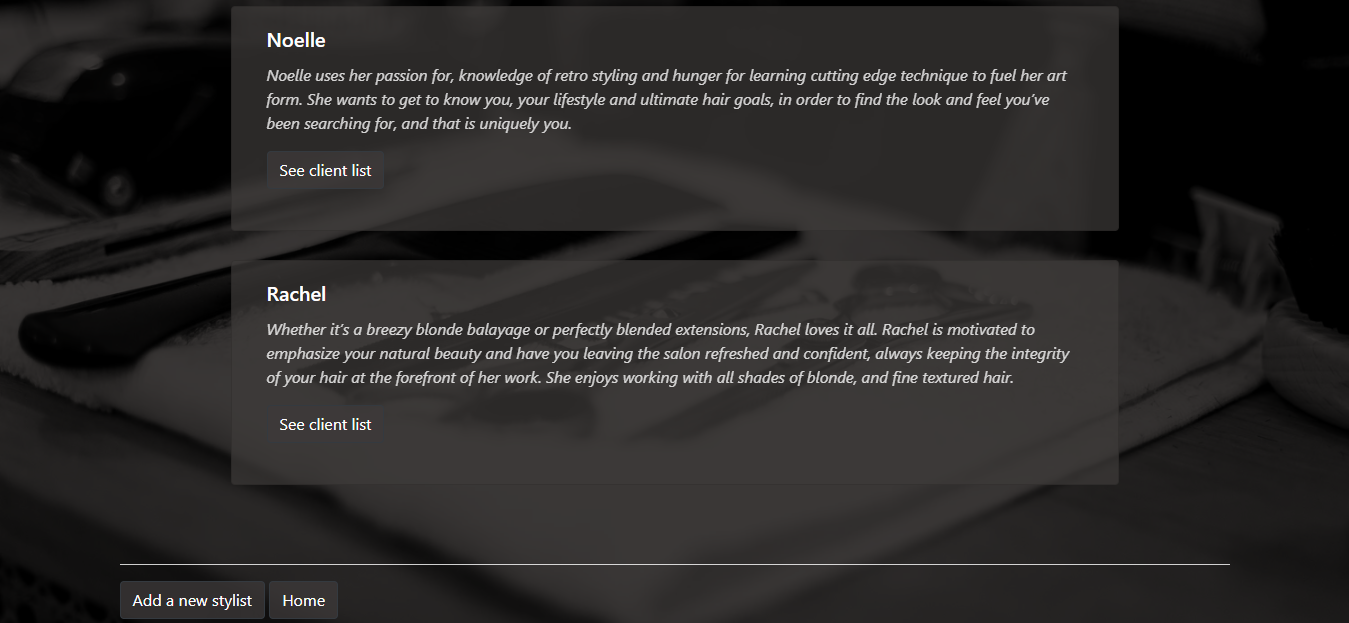 Noelle
Noelle uses her passion for, knowledge of retro styling and hunger for learning cutting edge technique to fuel her art
form. She wants to get to know you, your lifestyle and ultimate hair goals, in order to find the look and feel you've
been searching for, and that is uniquely you.
See client list
Rachel
Whether it's a breezy blonde balayage or perfectly blended extensions, Rachel loves it all. Rachel is motivated to
emphasize your natural beauty and have you leaving the salon refreshed and confident, always keeping the integrity
of your hair at the forefront of her work. She enjoys working with all shades of blonde, and fine textured hair.
See client list
Add a new stylist Home